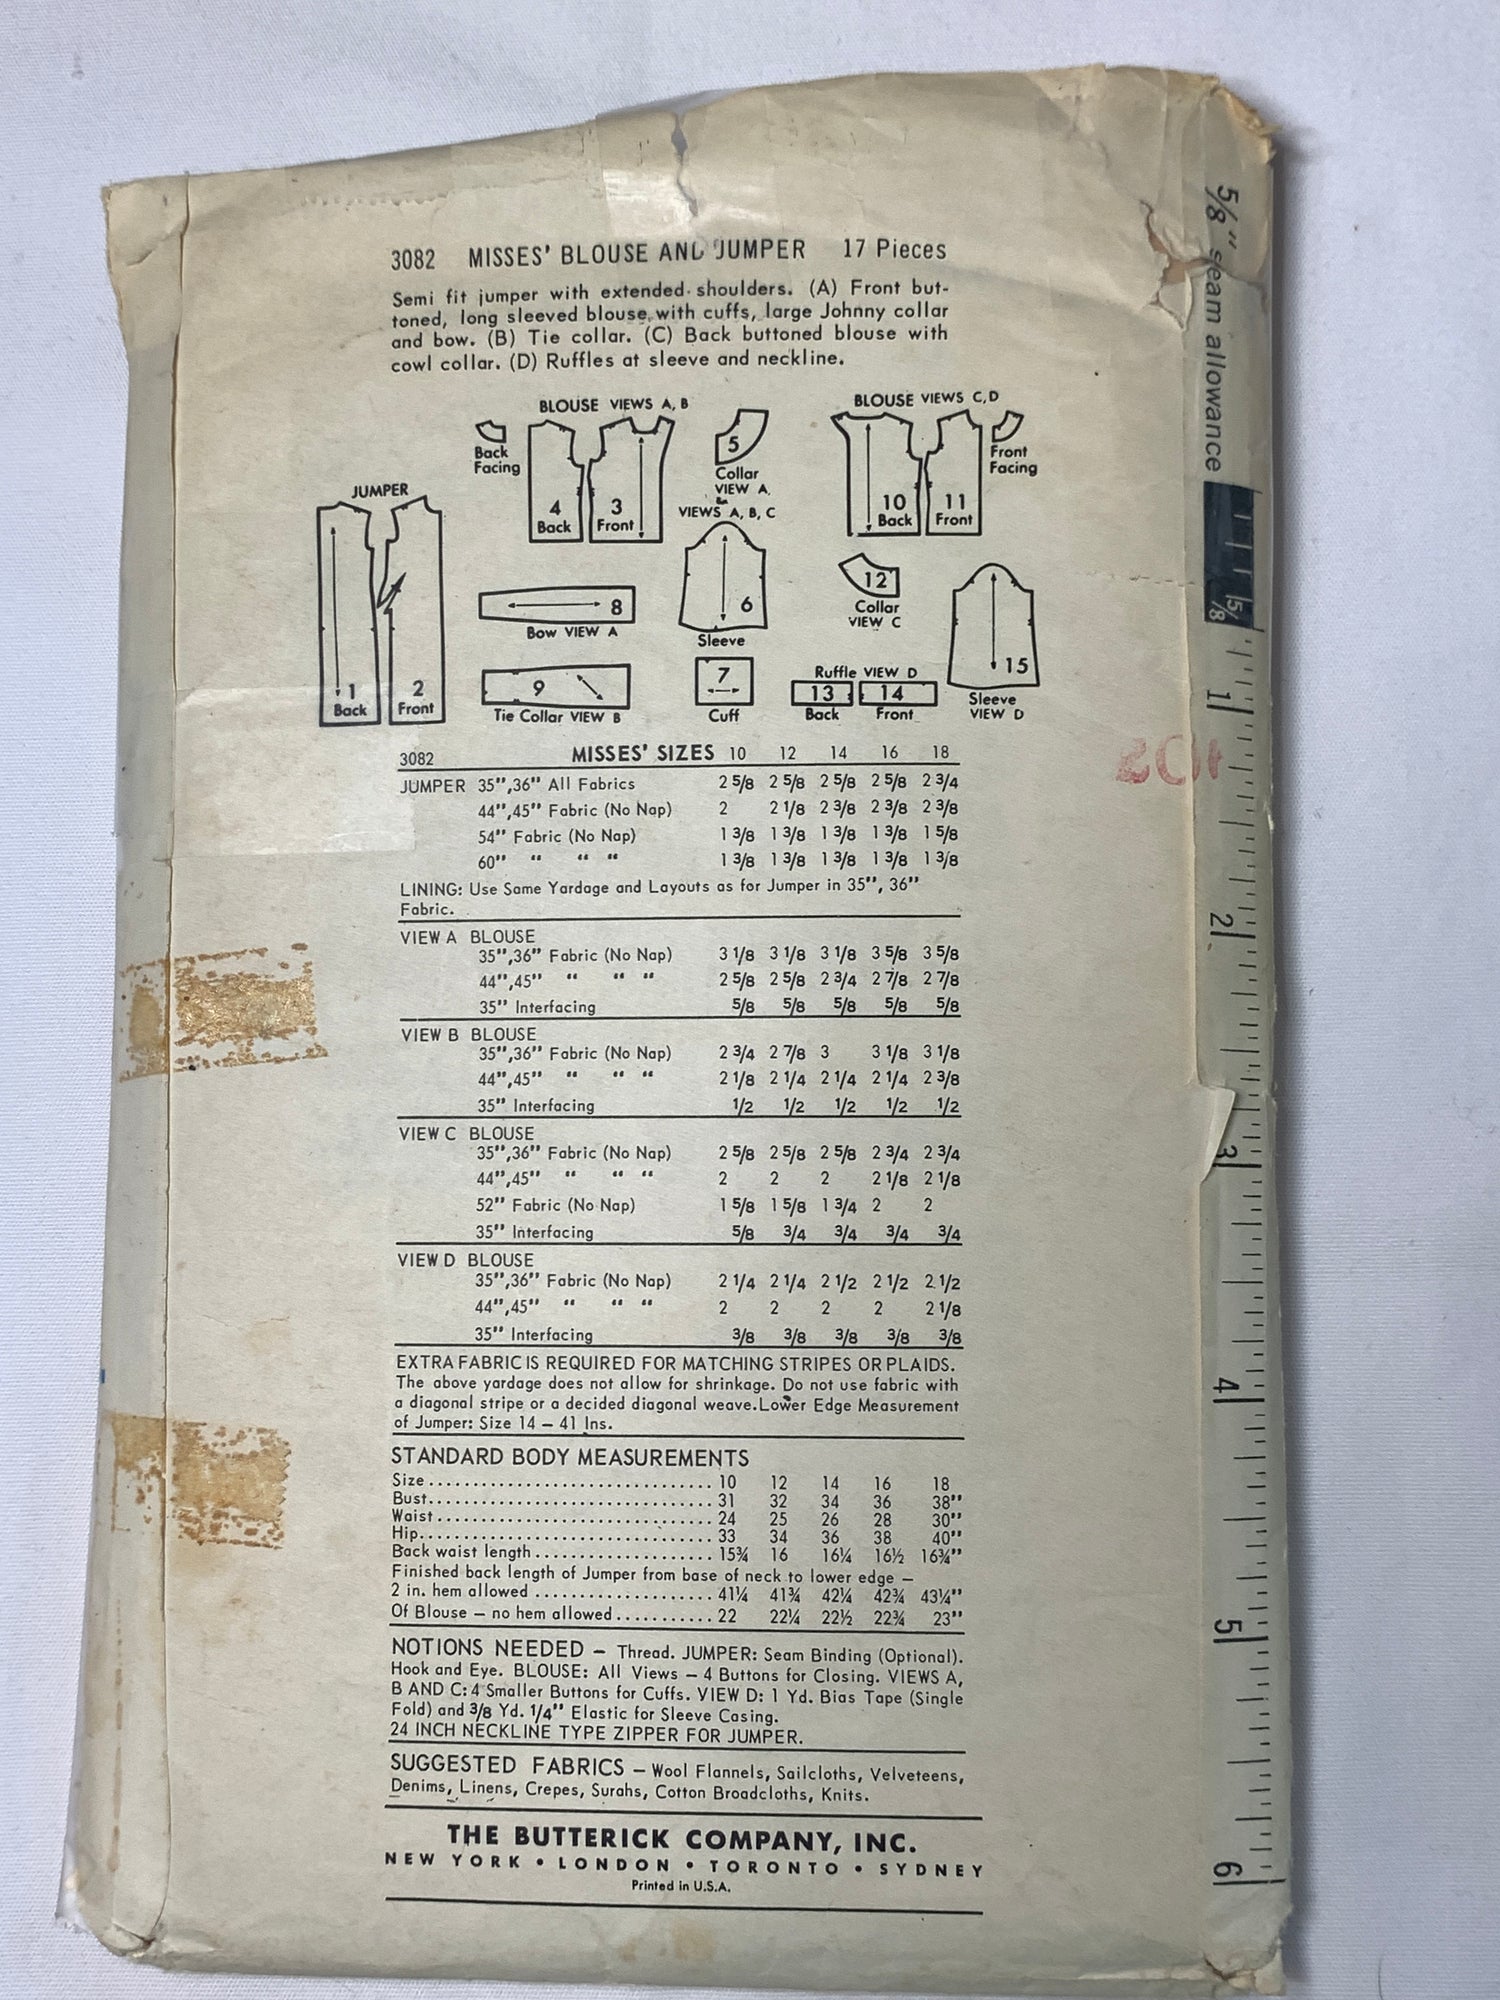 3082 MISSES' BLOUSE AND JUMPER 17 Pieces
Semi fit jumper with extended shoulders. (A) Front but-
toned, long sleeved blouse with cuffs, large Johnny collar
and bow. (B) Tie collar. (C) Back buttoned blouse with
cowl collar. (D) Ruffles at sleeve and neckline.
BLOUSE VIEWS A, B
BLOUSE VIEWS C,D
Back
Facing
4
Back
3
Front
5
Collar
VIEW A
&
VIEWS A, B, C
10
Back
11
Front
Front
Facing
JUMPER
1
Back
2
Front
8
Bow VIEW A
6
Sleeve
12
Collar
VIEW C
15
Sleeve
VIEW D
9
Tie Collar VIEW B
7
Cuff
Ruffle VIEW D
13
Back
14
Front
3082 MISSES' SIZES 10 12 14 16 18
JUMPER 35",36" All Fabrics 2 5/8 2 5/8 2 5/8 2 5/8 2 3/4
44",45" Fabric (No Nap) 2 2 1/8 2 3/8 2 3/8 2 3/8
54" Fabric (No Nap) 1 3/8 1 3/8 1 3/8 1 3/8 1 5/8
60" " " " 1 3/8 1 3/8 1 3/8 1 3/8 1 3/8
LINING: Use Same Yardage and Layouts as for Jumper in 35", 36"
Fabric.
VIEW A BLOUSE
35",36" Fabric (No Nap) 3 1/8 3 1/8 3 1/8 3 5/8 3 5/8
44",45" " " " 2 5/8 2 5/8 2 3/4 2 7/8 2 7/8
35" Interfacing 5/8 5/8 5/8 5/8 5/8
VIEW B BLOUSE
35",36" Fabric (No Nap) 2 3/4 2 7/8 3 3 1/8 3 1/8
44",45" " " " 2 1/8 2 1/4 2 1/4 2 1/4 2 3/8
35" Interfacing 1/2 1/2 1/2 1/2 1/2
VIEW C BLOUSE
35",36" Fabric (No Nap) 2 5/8 2 5/8 2 5/8 2 3/4 2 3/4
44",45" " " " 2 2 2 2 1/8 2 1/8
52" Fabric (No Nap) 1 5/8 1 5/8 1 3/4 2 2
35" Interfacing 5/8 3/4 3/4 3/4 3/4
VIEW D BLOUSE
35",36" Fabric (No Nap) 2 1/4 2 1/4 2 1/2 2 1/2 2 1/2
44",45" " " " 2 2 2 2 2 1/8
35" Interfacing 3/8 3/8 3/8 3/8 3/8
EXTRA FABRIC IS REQUIRED FOR MATCHING STRIPES OR PLAIDS.
The above yardage does not allow for shrinkage. Do not use fabric with
a diagonal stripe or a decided diagonal weave. Lower Edge Measurement
of Jumper: Size 14 – 41 Ins.
STANDARD BODY MEASUREMENTS
Size 10 12 14 16 18
Bust 31 32 34 36 38"
Waist 24 25 26 28 30"
Hip 33 34 36 38 40"
Back waist length 15¾ 16 16¼ 16½ 16¾"
Finished back length of Jumper from base of neck to lower edge –
2 in. hem allowed 41¼ 41¾ 42¼ 42¾ 43¼"
Of Blouse – no hem allowed 22 22¼ 22½ 22¾ 23"
NOTIONS NEEDED – Thread. JUMPER: Seam Binding (Optional).
Hook and Eye. BLOUSE: All Views – 4 Buttons for Closing. VIEWS A,
B AND C: 4 Smaller Buttons for Cuffs. VIEW D: 1 Yd. Bias Tape (Single
Fold) and 3/8 Yd. 1/4" Elastic for Sleeve Casing.
24 INCH NECKLINE TYPE ZIPPER FOR JUMPER.
SUGGESTED FABRICS – Wool Flannels, Sailcloths, Velveteens,
Denims, Linens, Crepes, Surahs, Cotton Broadcloths, Knits.
THE BUTTERICK COMPANY, INC.
NEW YORK • LONDON • TORONTO • SYDNEY
Printed in U.S.A.
5/8" seam allowance
5/8
5/8
1
2
3
4
5
6